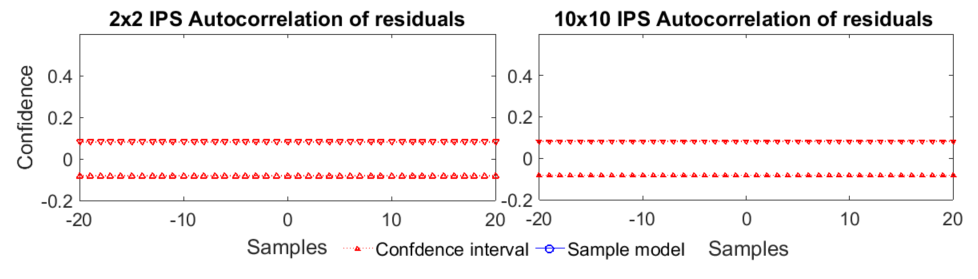 2x2 IPS Autocorrelation of residuals
10x10 IPS Autocorrelation of residuals
Confidence
0.4
0.2
0
-0.2
-20
-10
0
10
20
0.4
0.2
0
-0.2
-20
-10
0
10
20
Samples
Confdence interval
Sample model
Samples